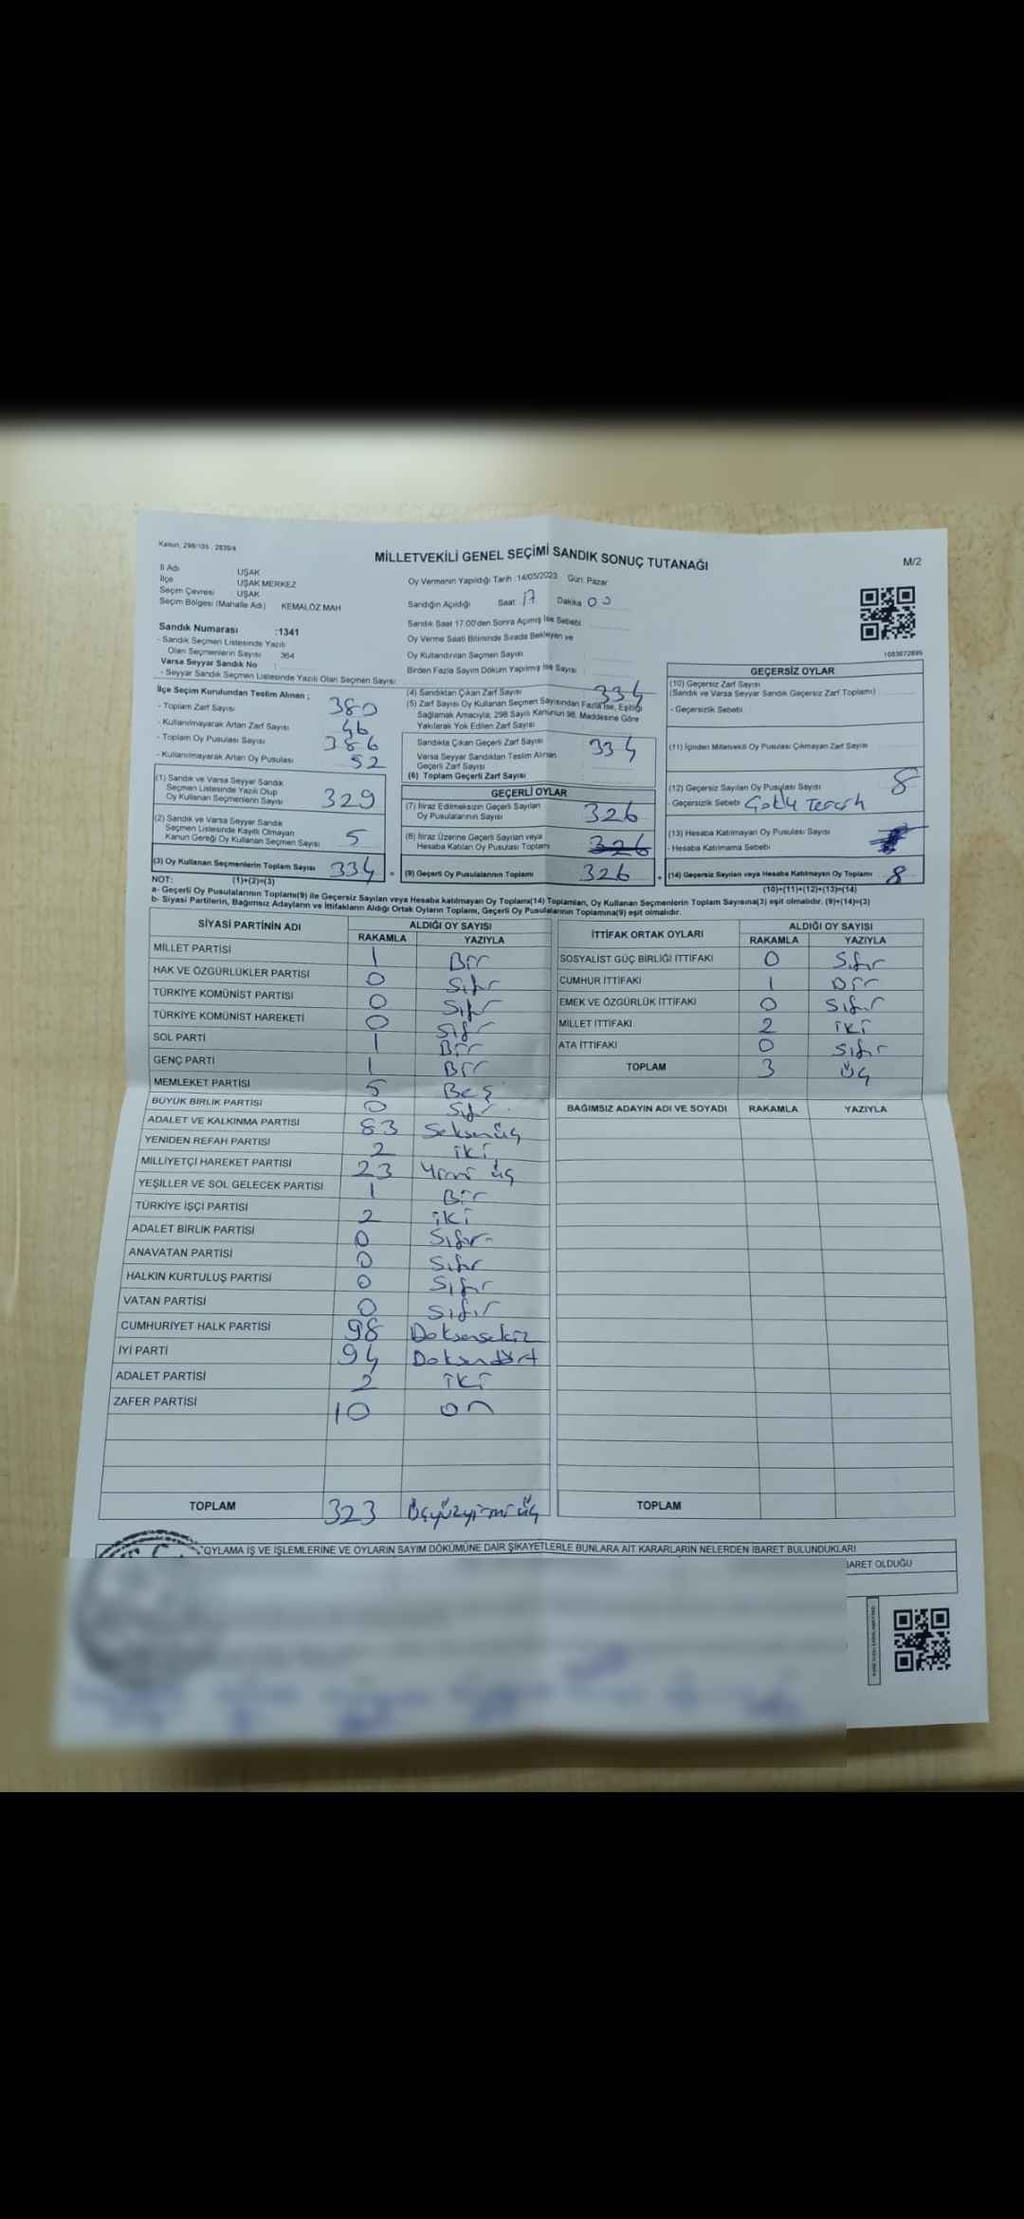 Kanun: 298/105 - 2839/4
MİLLETVEKİLİ GENEL SEÇİMİ SANDIK SONUÇ TUTANAĞI
M/2
İl Adı UŞAK
İlçe UŞAK MERKEZ
Seçim Çevresi UŞAK
Seçim Bölgesi (Mahalle Adı) KEMALÖZ MAH
Oy Vermenin Yapıldığı Tarih :14/05/2023 Gün: Pazar
Sandığın Açıldığı Saat 17 Dakika 00
Sandık Saat 17.00'den Sonra Açılmış İse Sebebi
Oy Verme Saati Bitiminde Sırada Bekleyen ve
Oy Kullandırılan Seçmen Sayısı
Birden Fazla Sayım Döküm Yapılmış İse Sayısı
1083672895
Sandık Numarası :1341
- Sandık Seçmen Listesinde Yazılı
Olan Seçmenlerin Sayısı 364
Varsa Seyyar Sandık No :
- Seyyar Sandık Seçmen Listesinde Yazılı Olan Seçmen Sayısı
İlçe Seçim Kurulundan Teslim Alınan ;
- Toplam Zarf Sayısı 380
- Kullanılmayarak Artan Zarf Sayısı 46
- Toplam Oy Pusulası Sayısı 386
- Kullanılmayarak Artan Oy Pusulası 52
(1) Sandık ve Varsa Seyyar Sandık
Seçmen Listesinde Yazılı Olup
Oy Kullanan Seçmenlerin Sayısı 329
(2) Sandık ve Varsa Seyyar Sandık
Seçmen Listesinde Kayıtlı Olmayan
Kanun Gereği Oy Kullanan Seçmen Sayısı 5
(3) Oy Kullanan Seçmenlerin Toplam Sayısı 334
(4) Sandıktan Çıkan Zarf Sayısı 334
(5) Zarf Sayısı Oy Kullanan Seçmen Sayısından Fazla İse, Eşitliği
Sağlamak Amacıyla, 298 Sayılı Kanunun 98. Maddesine Göre
Yakılarak Yok Edilen Zarf Sayısı
Sandıkta Çıkan Geçerli Zarf Sayısı 334
Varsa Seyyar Sandıktan Teslim Alınan
Geçerli Zarf Sayısı
(6) Toplam Geçerli Zarf Sayısı
GEÇERLİ OYLAR
(7) İtiraz Edilmeksizin Geçerli Sayılan
Oy Pusulalarının Sayısı 326
(8) İtiraz Üzerine Geçerli Sayılan veya
Hesaba Katılan Oy Pusulası Toplamı 326
= (9) Geçerli Oy Pusulalarının Toplamı 326
GEÇERSİZ OYLAR
(10) Geçersiz Zarf Sayısı
(Sandık ve Varsa Seyyar Sandık Geçersiz Zarf Toplamı)
- Geçersizlik Sebebi
(11) İçinden Milletvekili Oy Pusulası Çıkmayan Zarf Sayısı
(12) Geçersiz Sayılan Oy Pusulası Sayısı 8
- Geçersizlik Sebebi Çoklu Tercih
(13) Hesaba Katılmayan Oy Pusulası Sayısı
- Hesaba Katılmama Sebebi
+ (14) Geçersiz Sayılan veya Hesaba Katılmayan Oy Toplamı 8
NOT: (1)+(2)=(3)
(10)+(11)+(12)+(13)=(14)
a- Geçerli Oy Pusulalarının Toplamı(9) ile Geçersiz Sayılan veya Hesaba katılmayan Oy Toplamı(14) Toplamları, Oy Kullanan Seçmenlerin Toplam Sayısına(3) eşit olmalıdır. (9)+(14)=(3)
b- Siyasi Partilerin, Bağımsız Adayların ve İttifakların Aldığı Ortak Oyların Toplamı, Geçerli Oy Pusulalarının Toplamına(9) eşit olmalıdır.
SİYASİ PARTİNİN ADI ALDIĞI OY SAYISI
RAKAMLA YAZIYLA
MİLLET PARTİSİ 1 Bir
HAK VE ÖZGÜRLÜKLER PARTİSİ 0 Sıfır
TÜRKİYE KOMÜNİST PARTİSİ 0 Sıfır
TÜRKİYE KOMÜNİST HAREKETİ 0 Sıfır
SOL PARTİ 1 Bir
GENÇ PARTİ 1 Bir
MEMLEKET PARTİSİ 5 Beş
BÜYÜK BİRLİK PARTİSİ 0 Sıfır
ADALET VE KALKINMA PARTİSİ 83 Seksenüç
YENİDEN REFAH PARTİSİ 2 iki
MİLLİYETÇİ HAREKET PARTİSİ 23 Yirmi üç
YEŞİLLER VE SOL GELECEK PARTİSİ 1 Bir
TÜRKİYE İŞÇİ PARTİSİ 2 iki
ADALET BİRLİK PARTİSİ 0 Sıfır
ANAVATAN PARTİSİ 0 Sıfır
HALKIN KURTULUŞ PARTİSİ 0 Sıfır
VATAN PARTİSİ 0 Sıfır
CUMHURİYET HALK PARTİSİ 98 Doksansekiz
İYİ PARTİ 94 Doksandört
ADALET PARTİSİ 2 iki
ZAFER PARTİSİ 10 on
TOPLAM 323 Üçyüzyirmi üç
İTTİFAK ORTAK OYLARI ALDIĞI OY SAYISI
RAKAMLA YAZIYLA
SOSYALİST GÜÇ BİRLİĞİ İTTİFAKI 0 Sıfır
CUMHUR İTTİFAKI 1 Bir
EMEK VE ÖZGÜRLÜK İTTİFAKI 0 Sıfır
MİLLET İTTİFAKI 2 iki
ATA İTTİFAKI 0 Sıfır
TOPLAM 3 Üç
BAĞIMSIZ ADAYIN ADI VE SOYADI RAKAMLA YAZIYLA
TOPLAM
OYLAMA İŞ VE İŞLEMLERİNE VE OYLARIN SAYIM DÖKÜMÜNE DAİR ŞİKAYETLERLE BUNLARA AİT KARARLARIN NELERDEN İBARET BULUNDUKLARI
BARET OLDUĞU